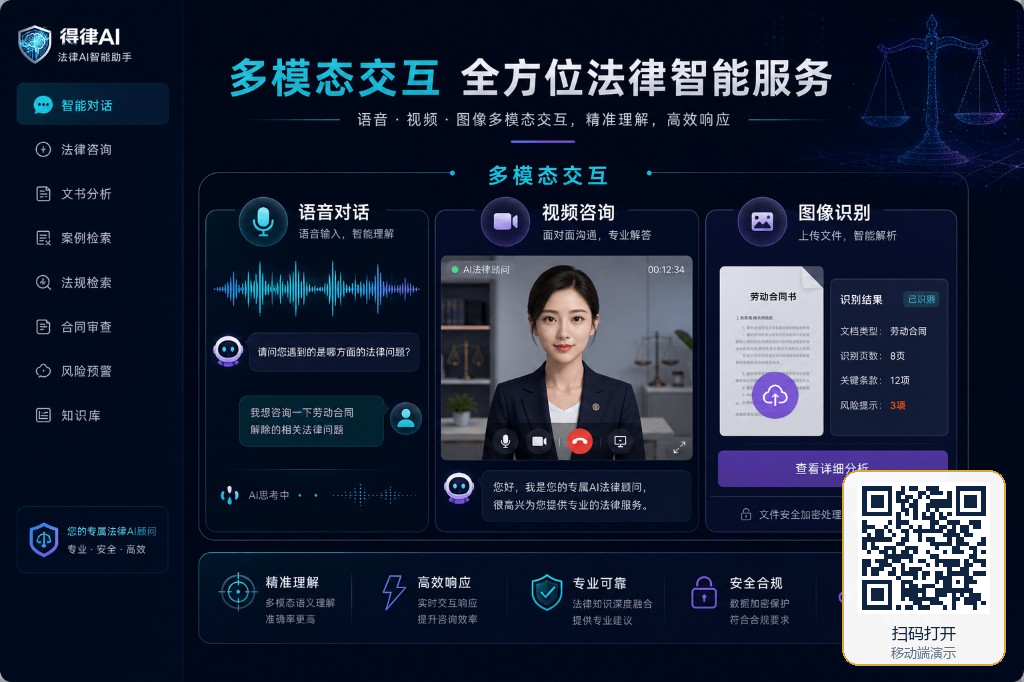 得律AI
法律AI智能助手
智能对话
法律咨询
文书分析
案例检索
法规检索
合同审查
风险预警
知识库
您的专属法律AI顾问
专业 · 安全 · 高效
多模态交互 全方位法律智能服务
语音 · 视频 · 图像多模态交互，精准理解，高效响应
多模态交互
语音对话
语音输入，智能理解
请问您遇到的是哪方面的法律问题?
我想咨询一下劳动合同
解除的相关法律问题
AI思考中
视频咨询
面对面沟通，专业解答
AI法律顾问
00:12:34
您好，我是您的专属AI法律顾问，
很高兴为您提供专业的法律服务。
图像识别
上传文件，智能解析
劳动合同书
识别结果
已识别
文档类型： 劳动合同
识别页数： 8页
关键条款： 12项
风险提示： 3项
查看详细分析
文件安全加密处理
精准理解
多模态语义理解
准确率更高
高效响应
实时交互响应
提升咨询效率
专业可靠
法律知识深度融合
提供专业建议
安全合规
数据加密保护
符合合规要求
扫码打开
移动端演示